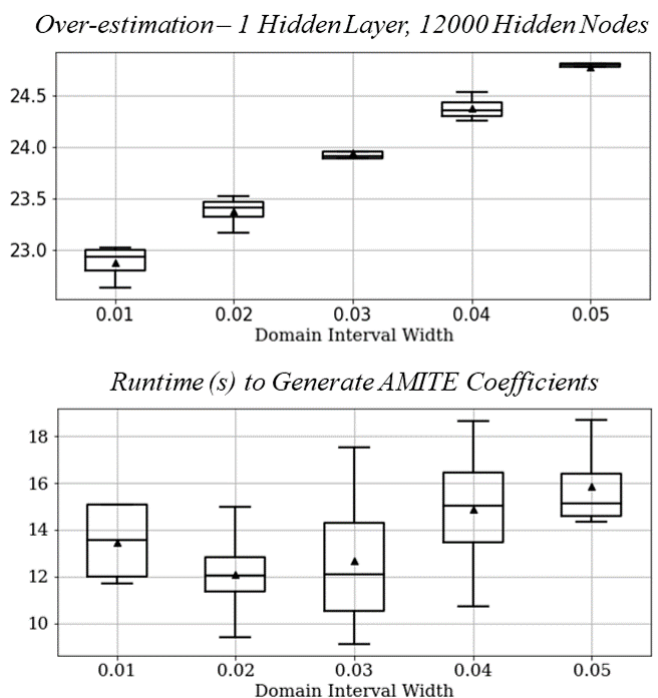 Over-estimation – 1 Hidden Layer, 12000 Hidden Nodes
24.5
24.0
23.5
23.0
0.01 0.02 0.03 0.04 0.05
Domain Interval Width
Runtime (s) to Generate AMITE Coefficients
18
16
14
12
10
0.01 0.02 0.03 0.04 0.05
Domain Interval Width